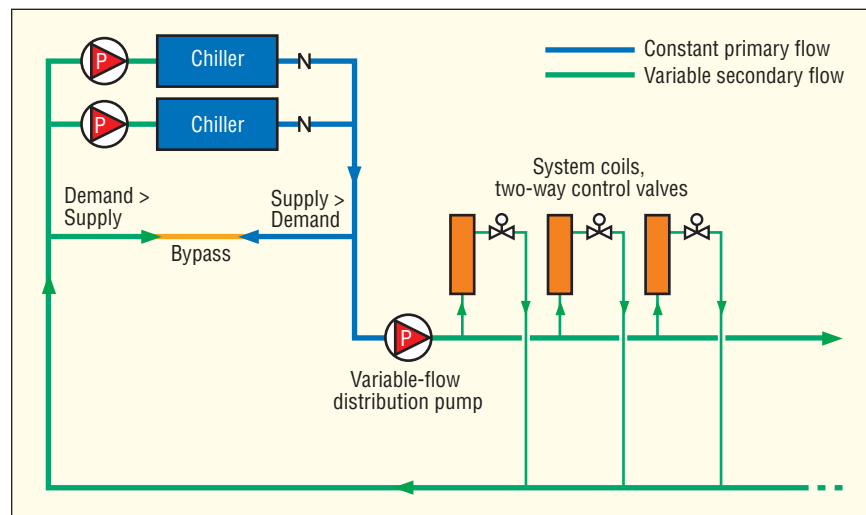 P
Chiller
Constant primary flow
Variable secondary flow
P
Chiller
System coils,
two-way control valves
Demand >
Supply
Supply >
Demand
Bypass
P
Variable-flow
distribution pump